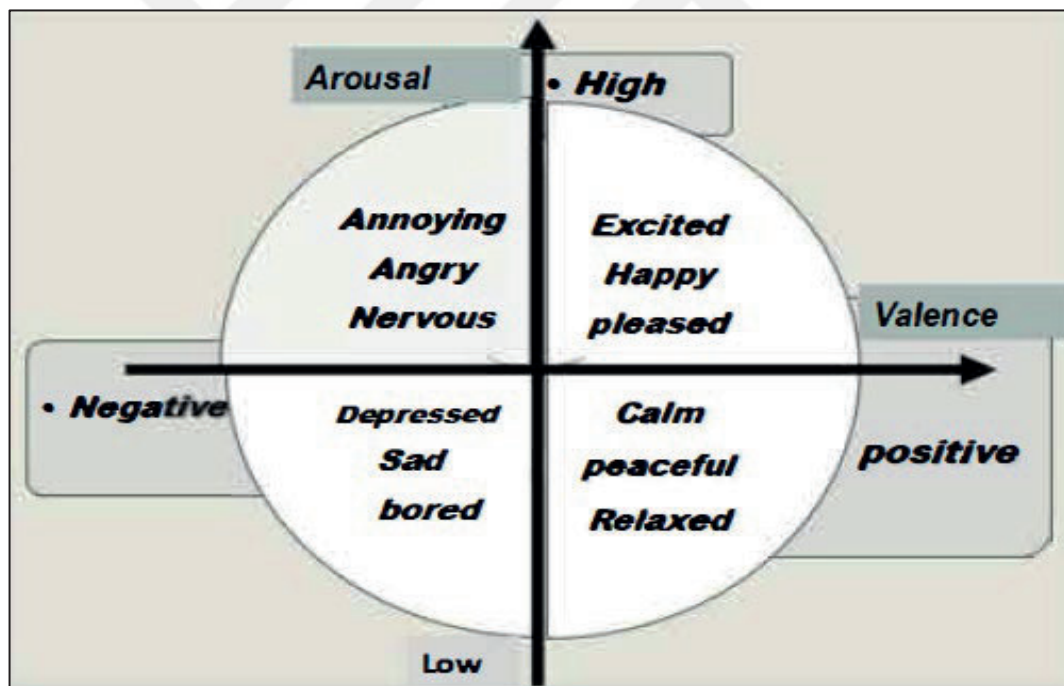 Arousal
• High
Annoying
Angry
Nervous
Excited
Happy
pleased
Valence
• Negative
Depressed
Sad
bored
Calm
peaceful
Relaxed
positive
Low